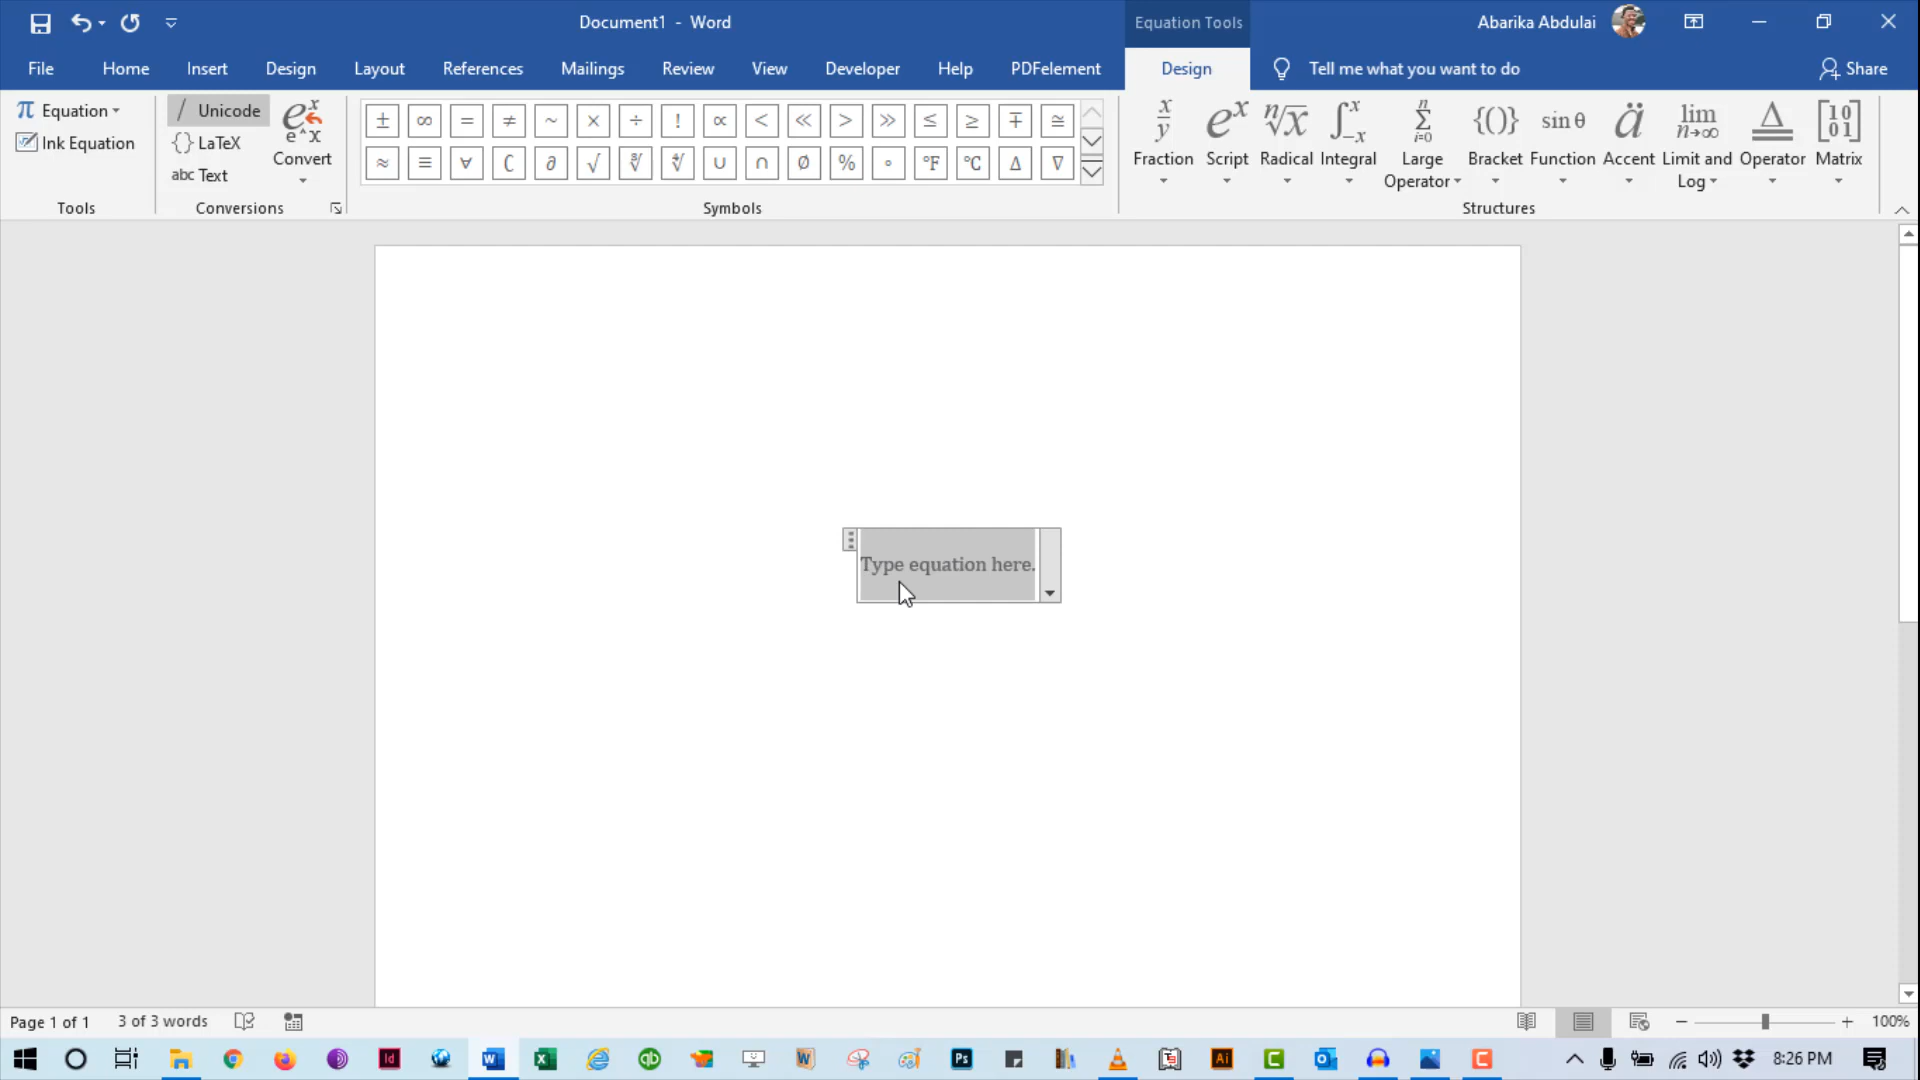 Document1 - Word
Equation Tools
Abarika Abdulai
File Home Insert Design Layout References Mailings Review View Developer Help PDFelement Design Tell me what you want to do Share
π Equation
Ink Equation
Tools
/ Unicode
{} LaTeX
abc Text
Convert
Conversions
± ∞ = ≠ ~ × ÷ ! ∝ < ≪ > ≫ ≤ ≥ ∓ ≅
≈ ≡ ∀ ∁ ∂ √ ∛ ∜ ∪ ∩ ∅ % ° °F °C ∆ ∇
Symbols
Fraction Script Radical Integral Large Operator Bracket Function Accent Limit and Log Operator Matrix
Structures
Type equation here.
Page 1 of 1 3 of 3 words 100%
8:26 PM